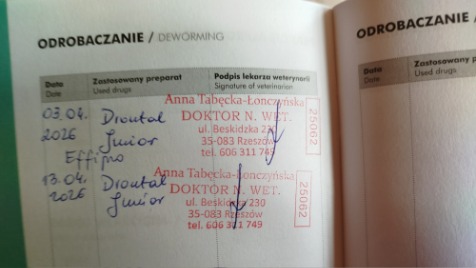 ODROBACZANIE / DEWORMING
Data
Date
Zastosowany preparat
Used drugs
Podpis lekarza weterynarii
Signature of veterinarian
03.04.
2026
Drontal
Junior
Anna Tabęcka-Łonczyńska
DOKTOR N. WET.
ul. Beskidzka 230
35-083 Rzeszów
tel. 606 311 749
25062
Effipro
13.04.
2026
Drontal
Junior
Anna Tabęcka-Łonczyńska
DOKTOR N. WET.
ul. Beskidzka 230
35-083 Rzeszów
tel. 606 311 749
25062
ODROBACZANIE
Data
Date
Zastosowany
Used drugs